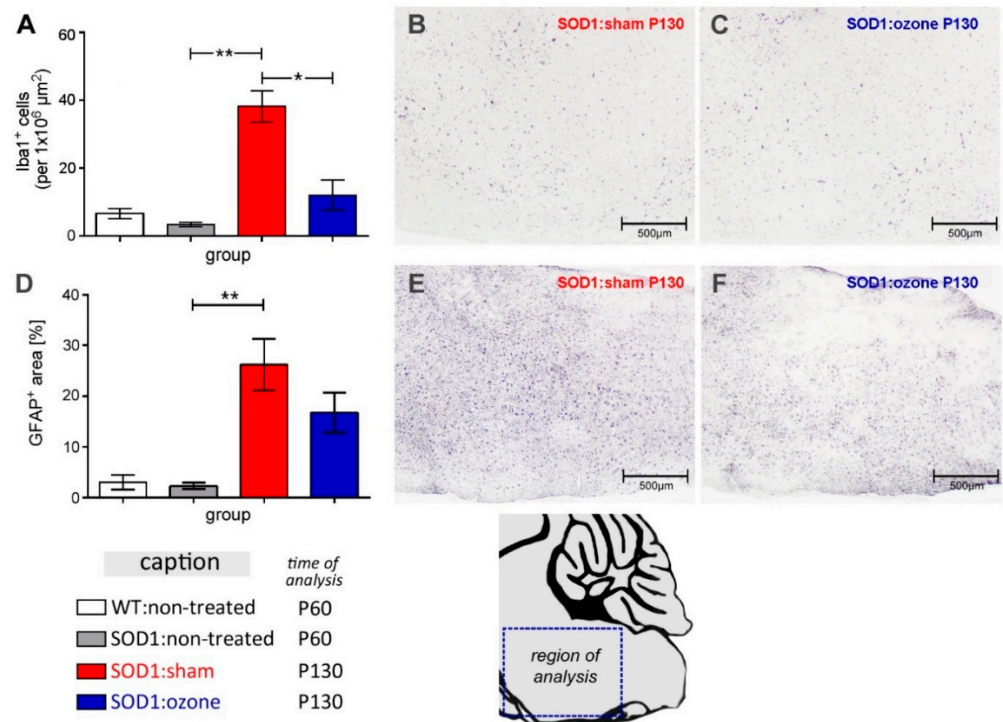 A
60
40
20
0
Iba1⁺ cells
(per 1x10⁶ µm²)
**
*
group
B
SOD1:sham P130
500µm
C
SOD1:ozone P130
500µm
D
40
30
20
10
0
GFAP⁺ area [%]
**
group
E
SOD1:sham P130
500µm
F
SOD1:ozone P130
500µm
caption
time of
analysis
WT:non-treated P60
SOD1:non-treated P60
SOD1:sham P130
SOD1:ozone P130
region of
analysis